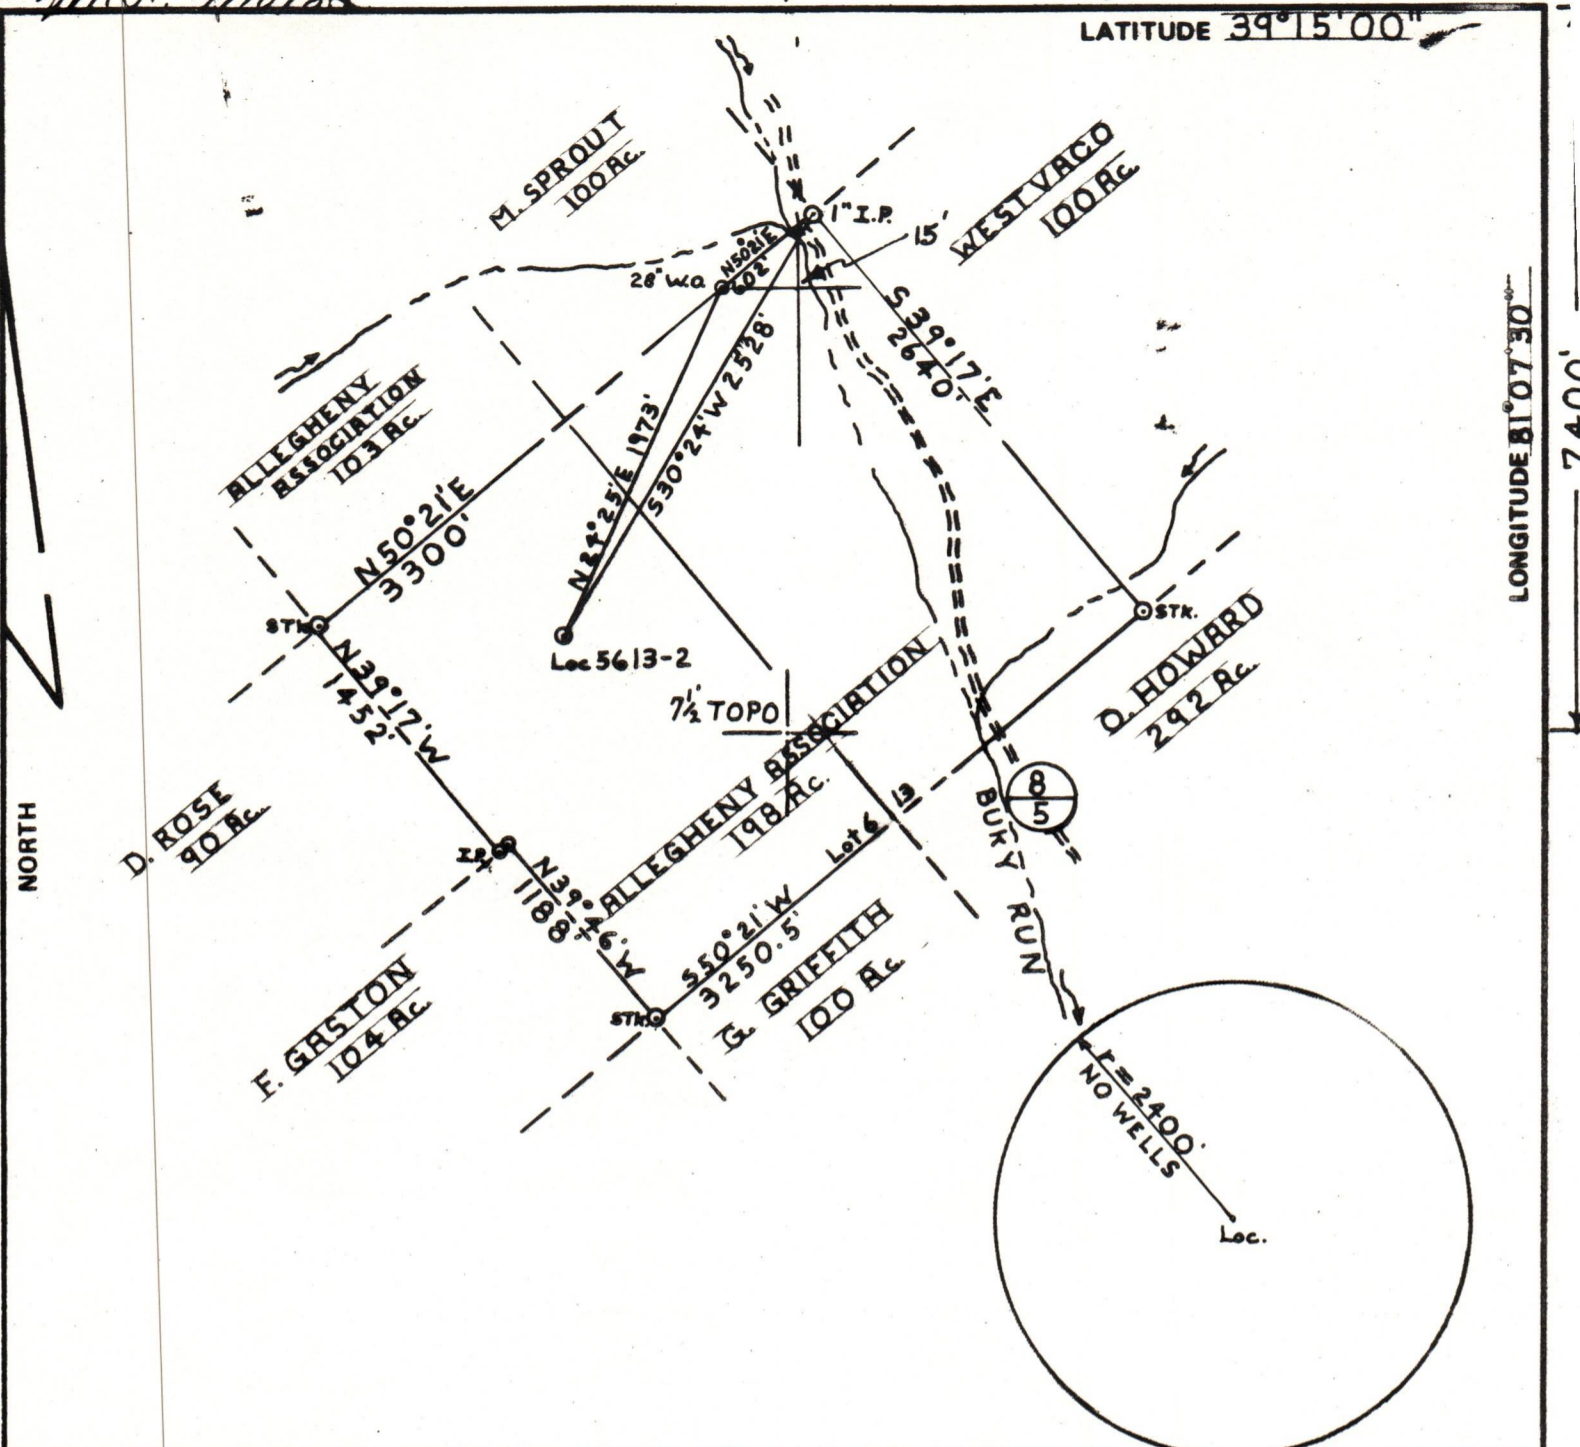 LATITUDE 39°15'00"
M. SPROUT
100 Ac.
WESTVACO
100 Ac.
1" I.P.
15'
N50°21'E
602'
28" W.O.
S 39°17'E
2640'
LONGITUDE 81°07'30"
7400'
ALLEGHENY
ASSOCIATION
103 Ac.
N24°25'E 1973'
S30°24'W 2528'
N50°21'E
3300'
STK.
STK.
Loc 5613-2
N39°17'W
1452'
7½' TOPO
O. HOWARD
292 Ac.
ALLEGHENY ASSOCIATION
198 Ac.
8
5
Lot 6 13
BUKY RUN
NORTH
D. ROSE
90 Ac.
I.P.
N39°46'W
1188'
S50°21'W
3250.5'
G. GRIFFITH
100 Ac.
F. GASTON
104 Ac.
STK.
r = 2400'
NO WELLS
Loc.